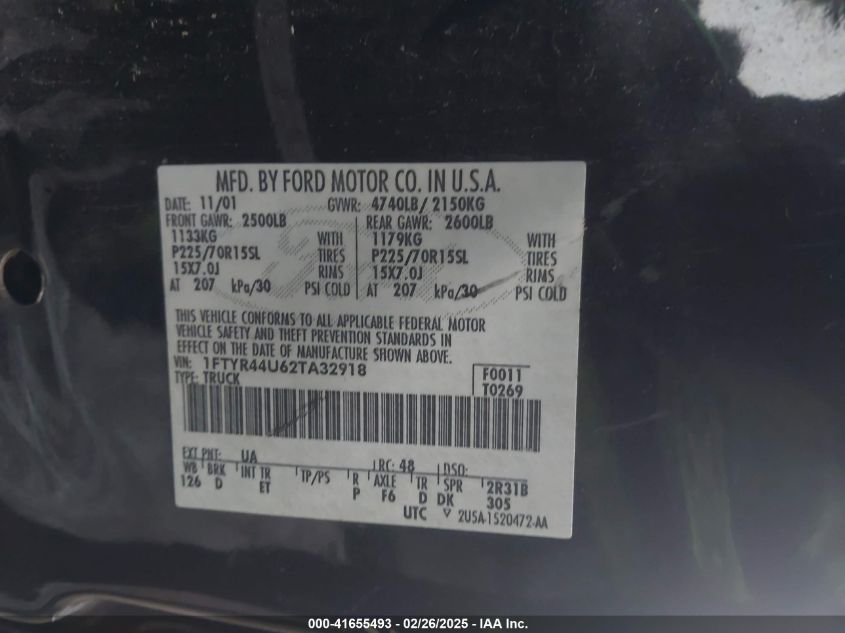 MFD. BY FORD MOTOR CO. IN U.S.A.
DATE: 11/01 GVWR: 4740LB/ 2150KG
FRONT GAWR: 2500LB REAR GAWR: 2600LB
1133KG WITH 1179KG WITH
P225/70R15SL TIRES P225/70R15SL TIRES
15X7.0J RIMS 15X7.0J RIMS
AT 207 kPa/30 PSI COLD AT 207 kPa/30 PSI COLD
THIS VEHICLE CONFORMS TO ALL APPLICABLE FEDERAL MOTOR
VEHICLE SAFETY AND THEFT PREVENTION STANDARDS IN
EFFECT ON THE DATE OF MANUFACTURE SHOWN ABOVE.
VIN: 1FTYR44U62TA32918 F0011
TYPE: TRUCK T0269
EXT PNT: UA RC: 48 DSO:
WB BRK INT TR TP/PS R AXLE TR SPR 2R31B
126 D ET P F6 D DK 305
UTC V 2U5A-1520472-AA
000-41655493 - 02/26/2025 - IAA Inc.